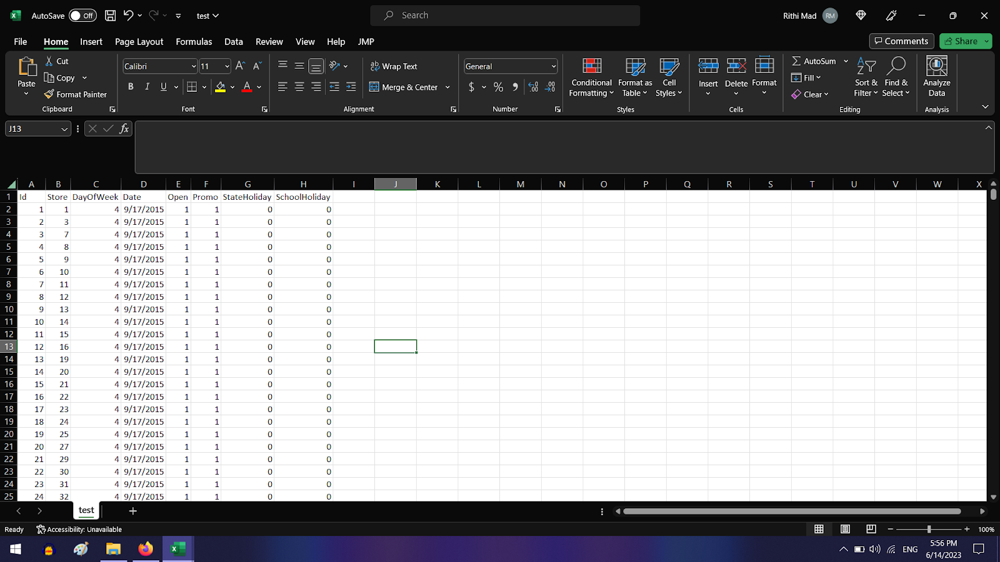 AutoSave Off test Search Rithi Mad RM
File Home Insert Page Layout Formulas Data Review View Help JMP Comments Share
Paste Cut Copy Format Painter Clipboard
Calibri 11 B I U A Font
Wrap Text Merge & Center Alignment
General $ % Number
Conditional Formatting Format as Table Cell Styles Styles
Insert Delete Format Cells
AutoSum Fill Clear Sort & Filter Find & Select Editing
Analyze Data Analysis
J13 fx
A B C D E F G H I J K L M N O P Q R S T U V W X
1 Id Store DayOfWeek Date Open Promo StateHoliday SchoolHoliday
2 1 1 4 9/17/2015 1 1 0 0
3 2 3 4 9/17/2015 1 1 0 0
4 3 7 4 9/17/2015 1 1 0 0
5 4 8 4 9/17/2015 1 1 0 0
6 5 9 4 9/17/2015 1 1 0 0
7 6 10 4 9/17/2015 1 1 0 0
8 7 11 4 9/17/2015 1 1 0 0
9 8 12 4 9/17/2015 1 1 0 0
10 9 13 4 9/17/2015 1 1 0 0
11 10 14 4 9/17/2015 1 1 0 0
12 11 15 4 9/17/2015 1 1 0 0
13 12 16 4 9/17/2015 1 1 0 0
14 13 19 4 9/17/2015 1 1 0 0
15 14 20 4 9/17/2015 1 1 0 0
16 15 21 4 9/17/2015 1 1 0 0
17 16 22 4 9/17/2015 1 1 0 0
18 17 23 4 9/17/2015 1 1 0 0
19 18 24 4 9/17/2015 1 1 0 0
20 19 25 4 9/17/2015 1 1 0 0
21 20 27 4 9/17/2015 1 1 0 0
22 21 29 4 9/17/2015 1 1 0 0
23 22 30 4 9/17/2015 1 1 0 0
24 23 31 4 9/17/2015 1 1 0 0
25 24 32 4 9/17/2015 1 1 0 0
test
Ready Accessibility: Unavailable 100%
ENG 5:56 PM
6/14/2023